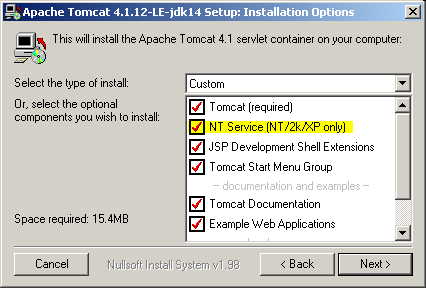 Apache Tomcat 4.1.12-LE-jdk14 Setup: Installation Options
This will install the Apache Tomcat 4.1 servlet container on your computer:
Select the type of install:
Custom
Or, select the optional
components you wish to install:
Tomcat (required)
NT Service (NT/2k/XP only)
JSP Development Shell Extensions
Tomcat Start Menu Group
-- documentation and examples --
Tomcat Documentation
Example Web Applications
Space required: 15.4MB
Cancel
Nullsoft Install System v1.98
< Back
Next >